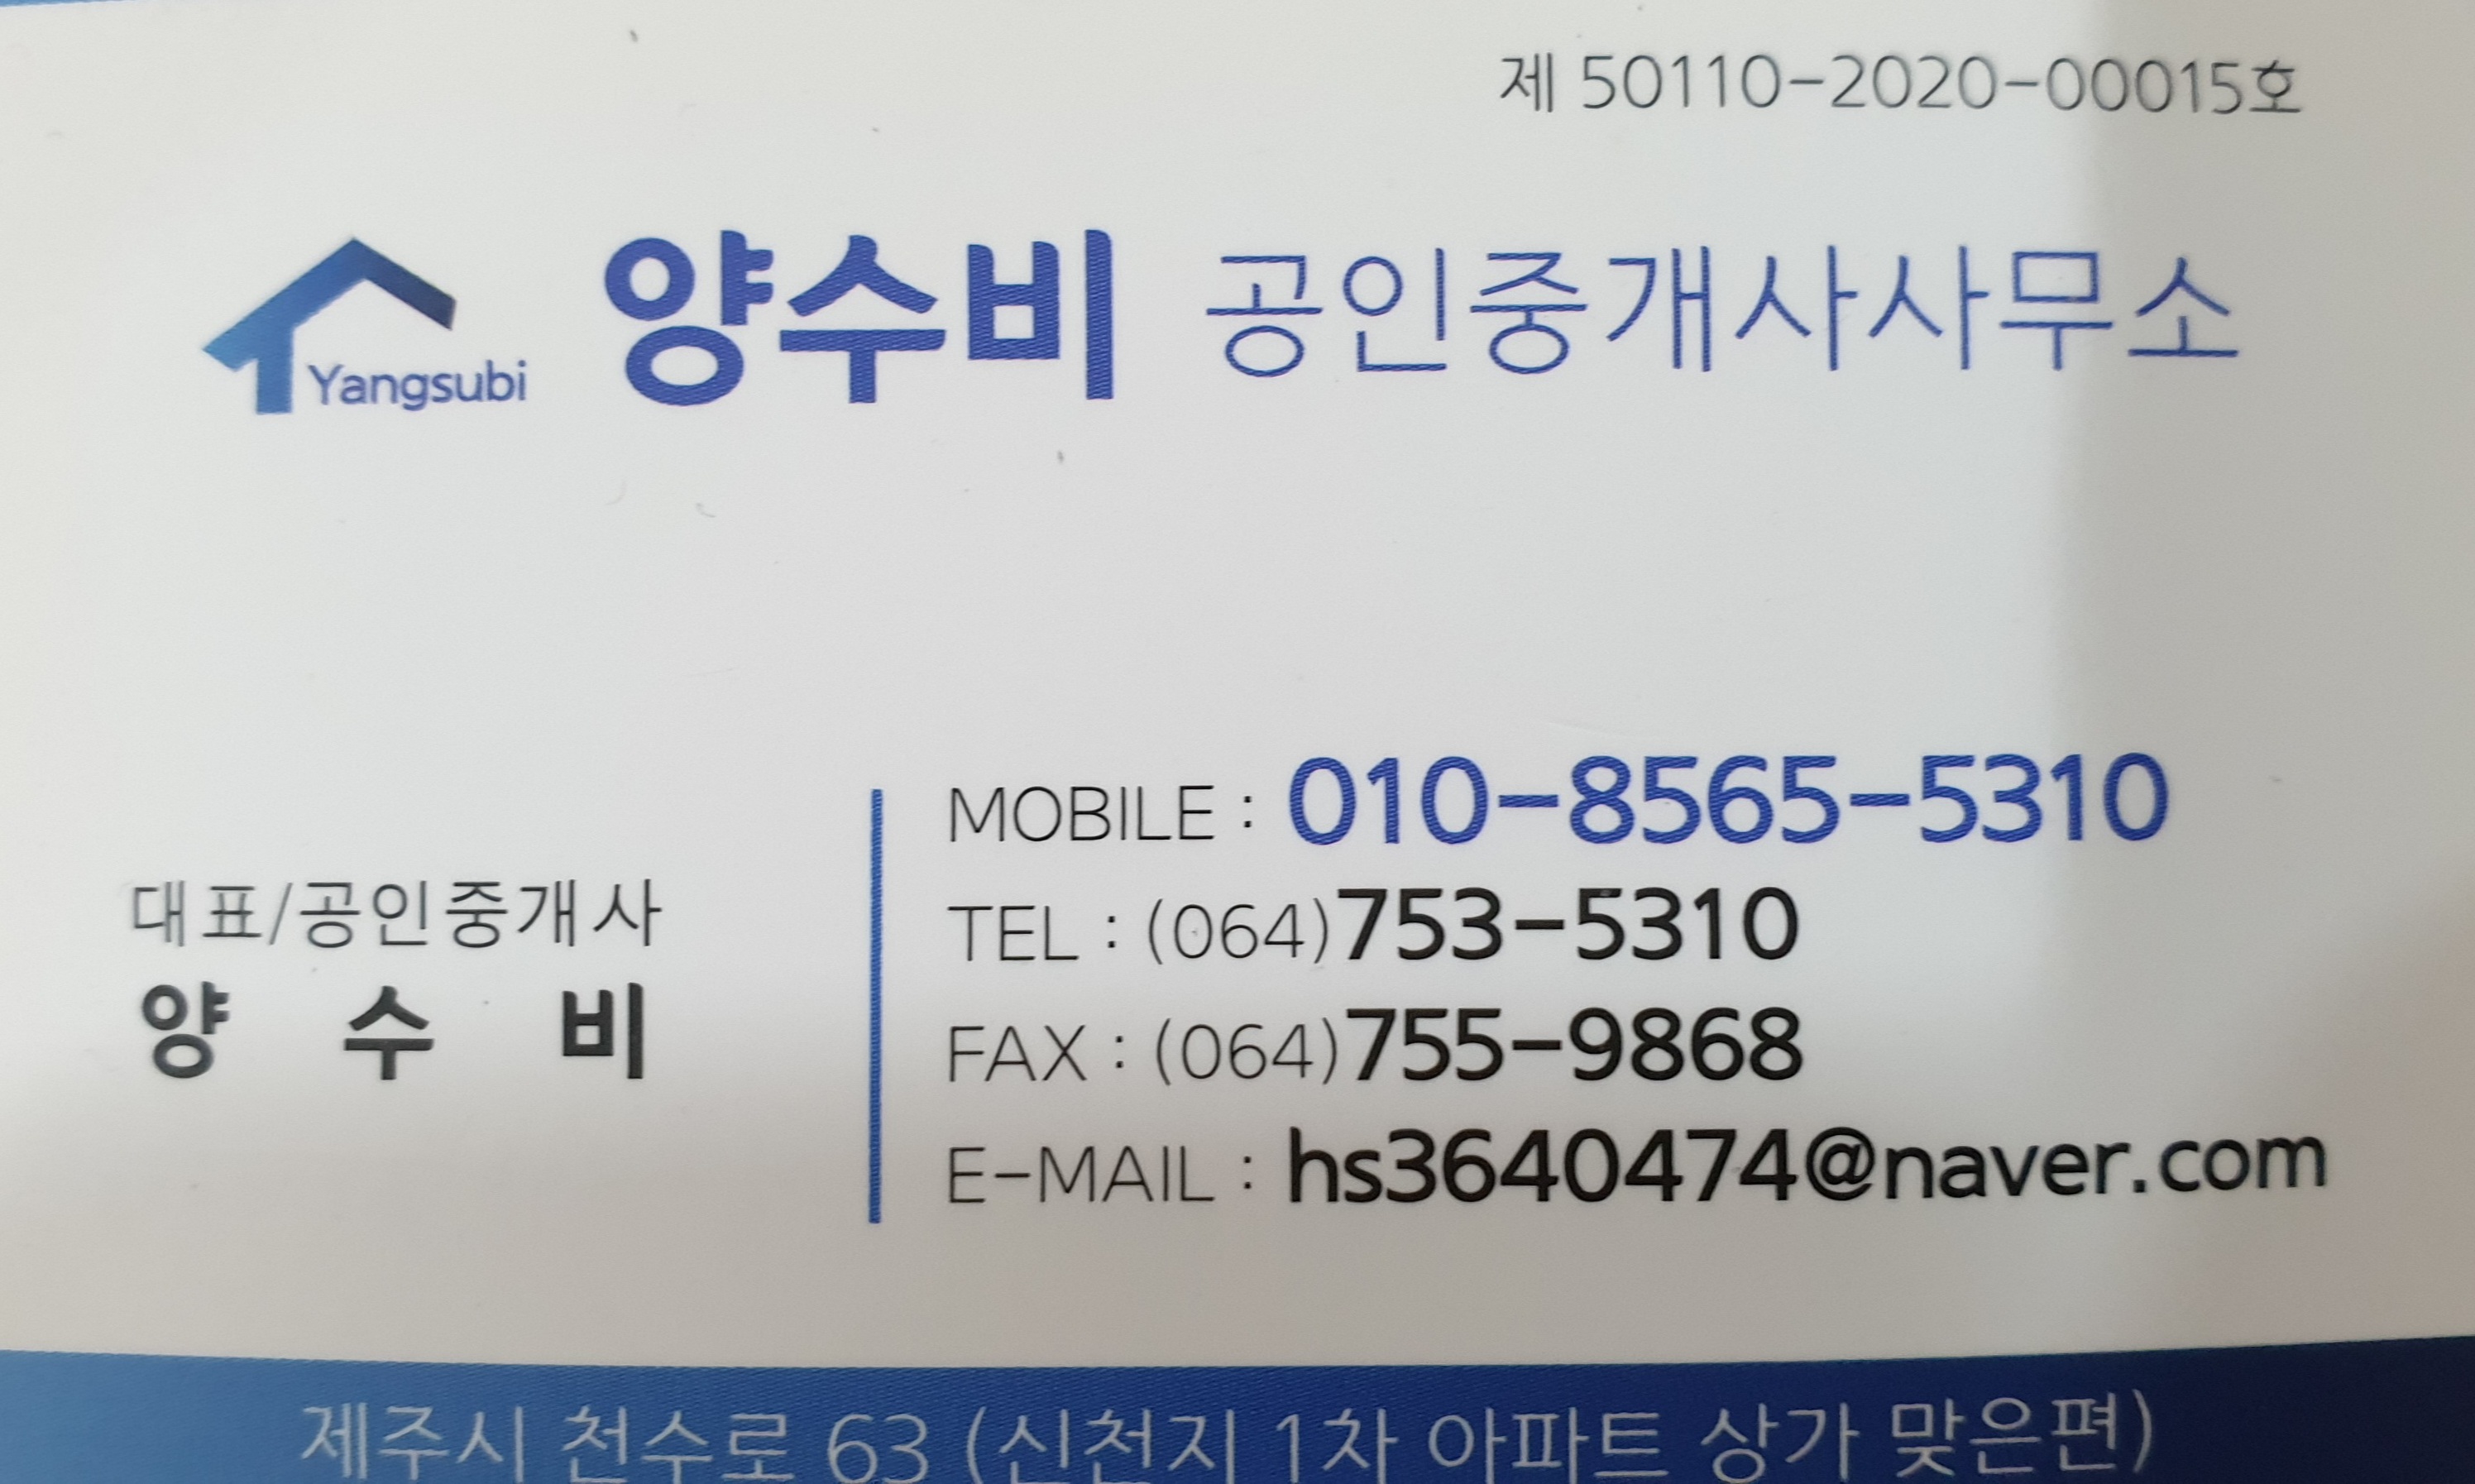 제 50110-2020-00015호
Yangsubi 양수비 공인중개사사무소
대표/공인중개사
양 수 비
MOBILE : 010-8565-5310
TEL : (064)753-5310
FAX : (064)755-9868
E-MAIL : hs3640474@naver.com
제주시 천수로 63 (신천지 1차 아파트 상가 맞은편)